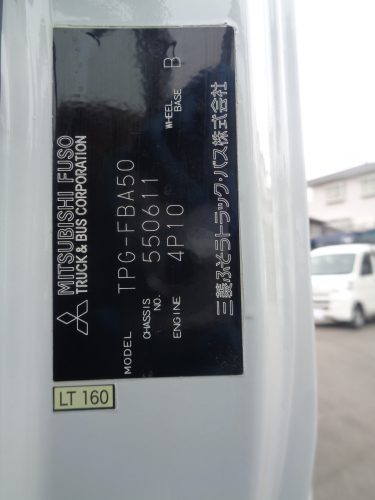 MITSUBISHI FUSO
TRUCK & BUS CORPORATION
MODEL TPG-FBA50
CHASSIS NO. 550611
ENGINE 4P10 WHEEL BASE B
三菱ふそうトラック・バス株式会社
LT 160